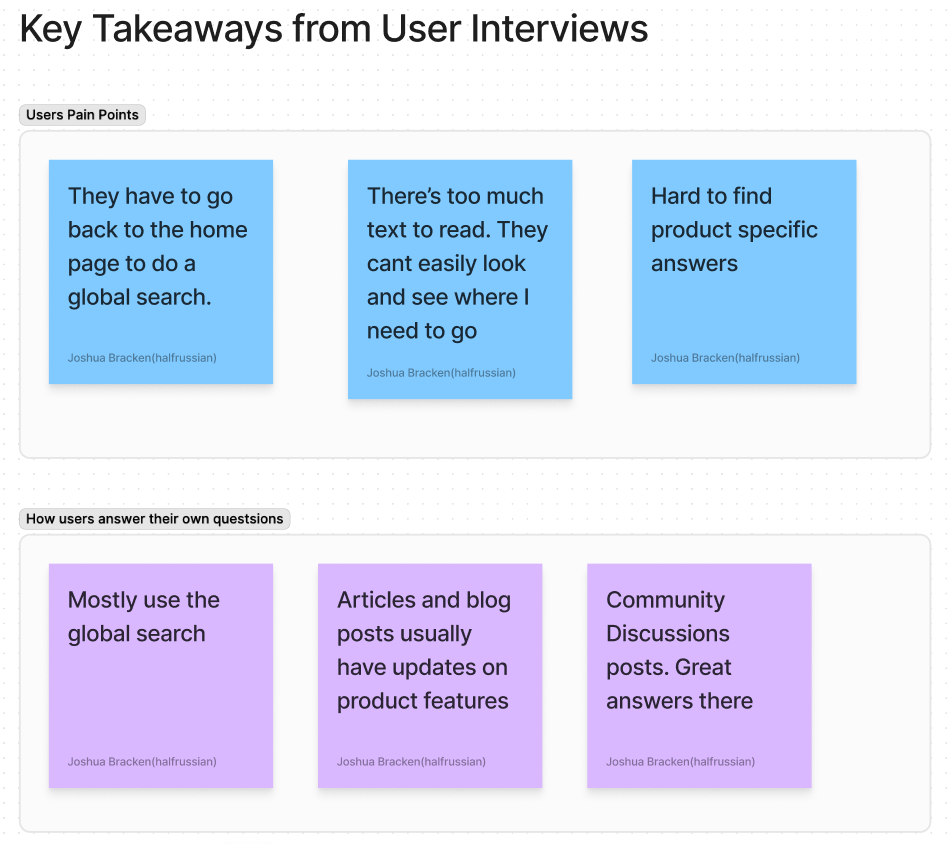 Key Takeaways from User Interviews
Users Pain Points
They have to go
back to the home
page to do a
global search.
Joshua Bracken(halfrussian)
There’s too much
text to read. They
cant easily look
and see where I
need to go
Joshua Bracken(halfrussian)
Hard to find
product specific
answers
Joshua Bracken(halfrussian)
How users answer their own questsions
Mostly use the
global search
Joshua Bracken(halfrussian)
Articles and blog
posts usually
have updates on
product features
Joshua Bracken(halfrussian)
Community
Discussions
posts. Great
answers there
Joshua Bracken(halfrussian)